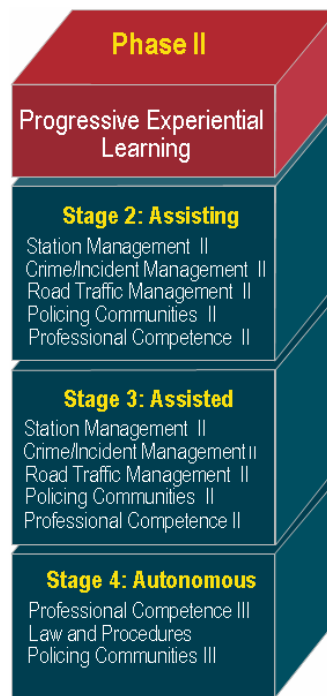 Phase II
Progressive Experiential
Learning
Stage 2: Assisting
Station Management II
Crime/Incident Management II
Road Traffic Management II
Policing Communities II
Professional Competence II
Stage 3: Assisted
Station Management II
Crime/Incident Management II
Road Traffic Management II
Policing Communities II
Professional Competence II
Stage 4: Autonomous
Professional Competence III
Law and Procedures
Policing Communities III